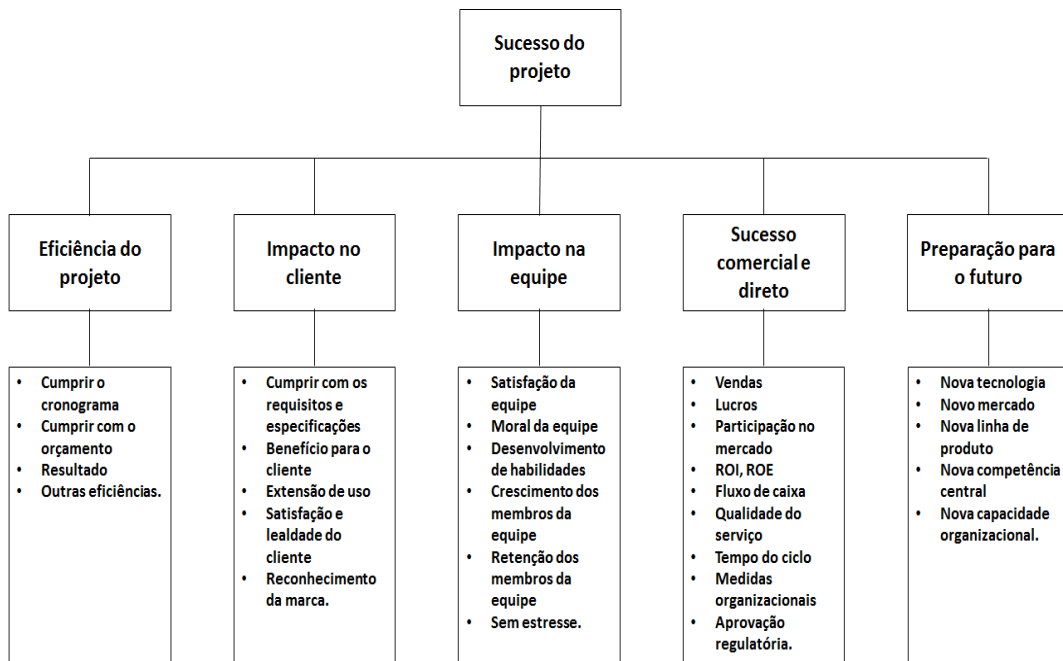 Sucesso do
projeto
Eficiência do
projeto
Impacto no
cliente
Impacto na
equipe
Sucesso
comercial e
direto
Preparação para
o futuro
• Cumprir o
cronograma
• Cumprir com o
orçamento
• Resultado
• Outras eficiências.
• Cumprir com os
requisitos e
especificações
• Benefício para o
cliente
• Extensão de uso
• Satisfação e
lealdade do
cliente
• Reconhecimento
da marca.
• Satisfação da
equipe
• Moral da equipe
• Desenvolvimento
de habilidades
• Crescimento dos
membros da
equipe
• Retenção dos
membros da
equipe
• Sem estresse.
• Vendas
• Lucros
• Participação no
mercado
• ROI, ROE
• Fluxo de caixa
• Qualidade do
serviço
• Tempo do ciclo
• Medidas
organizacionais
• Aprovação
regulatória.
• Nova tecnologia
• Novo mercado
• Nova linha de
produto
• Nova competência
central
• Nova capacidade
organizacional.